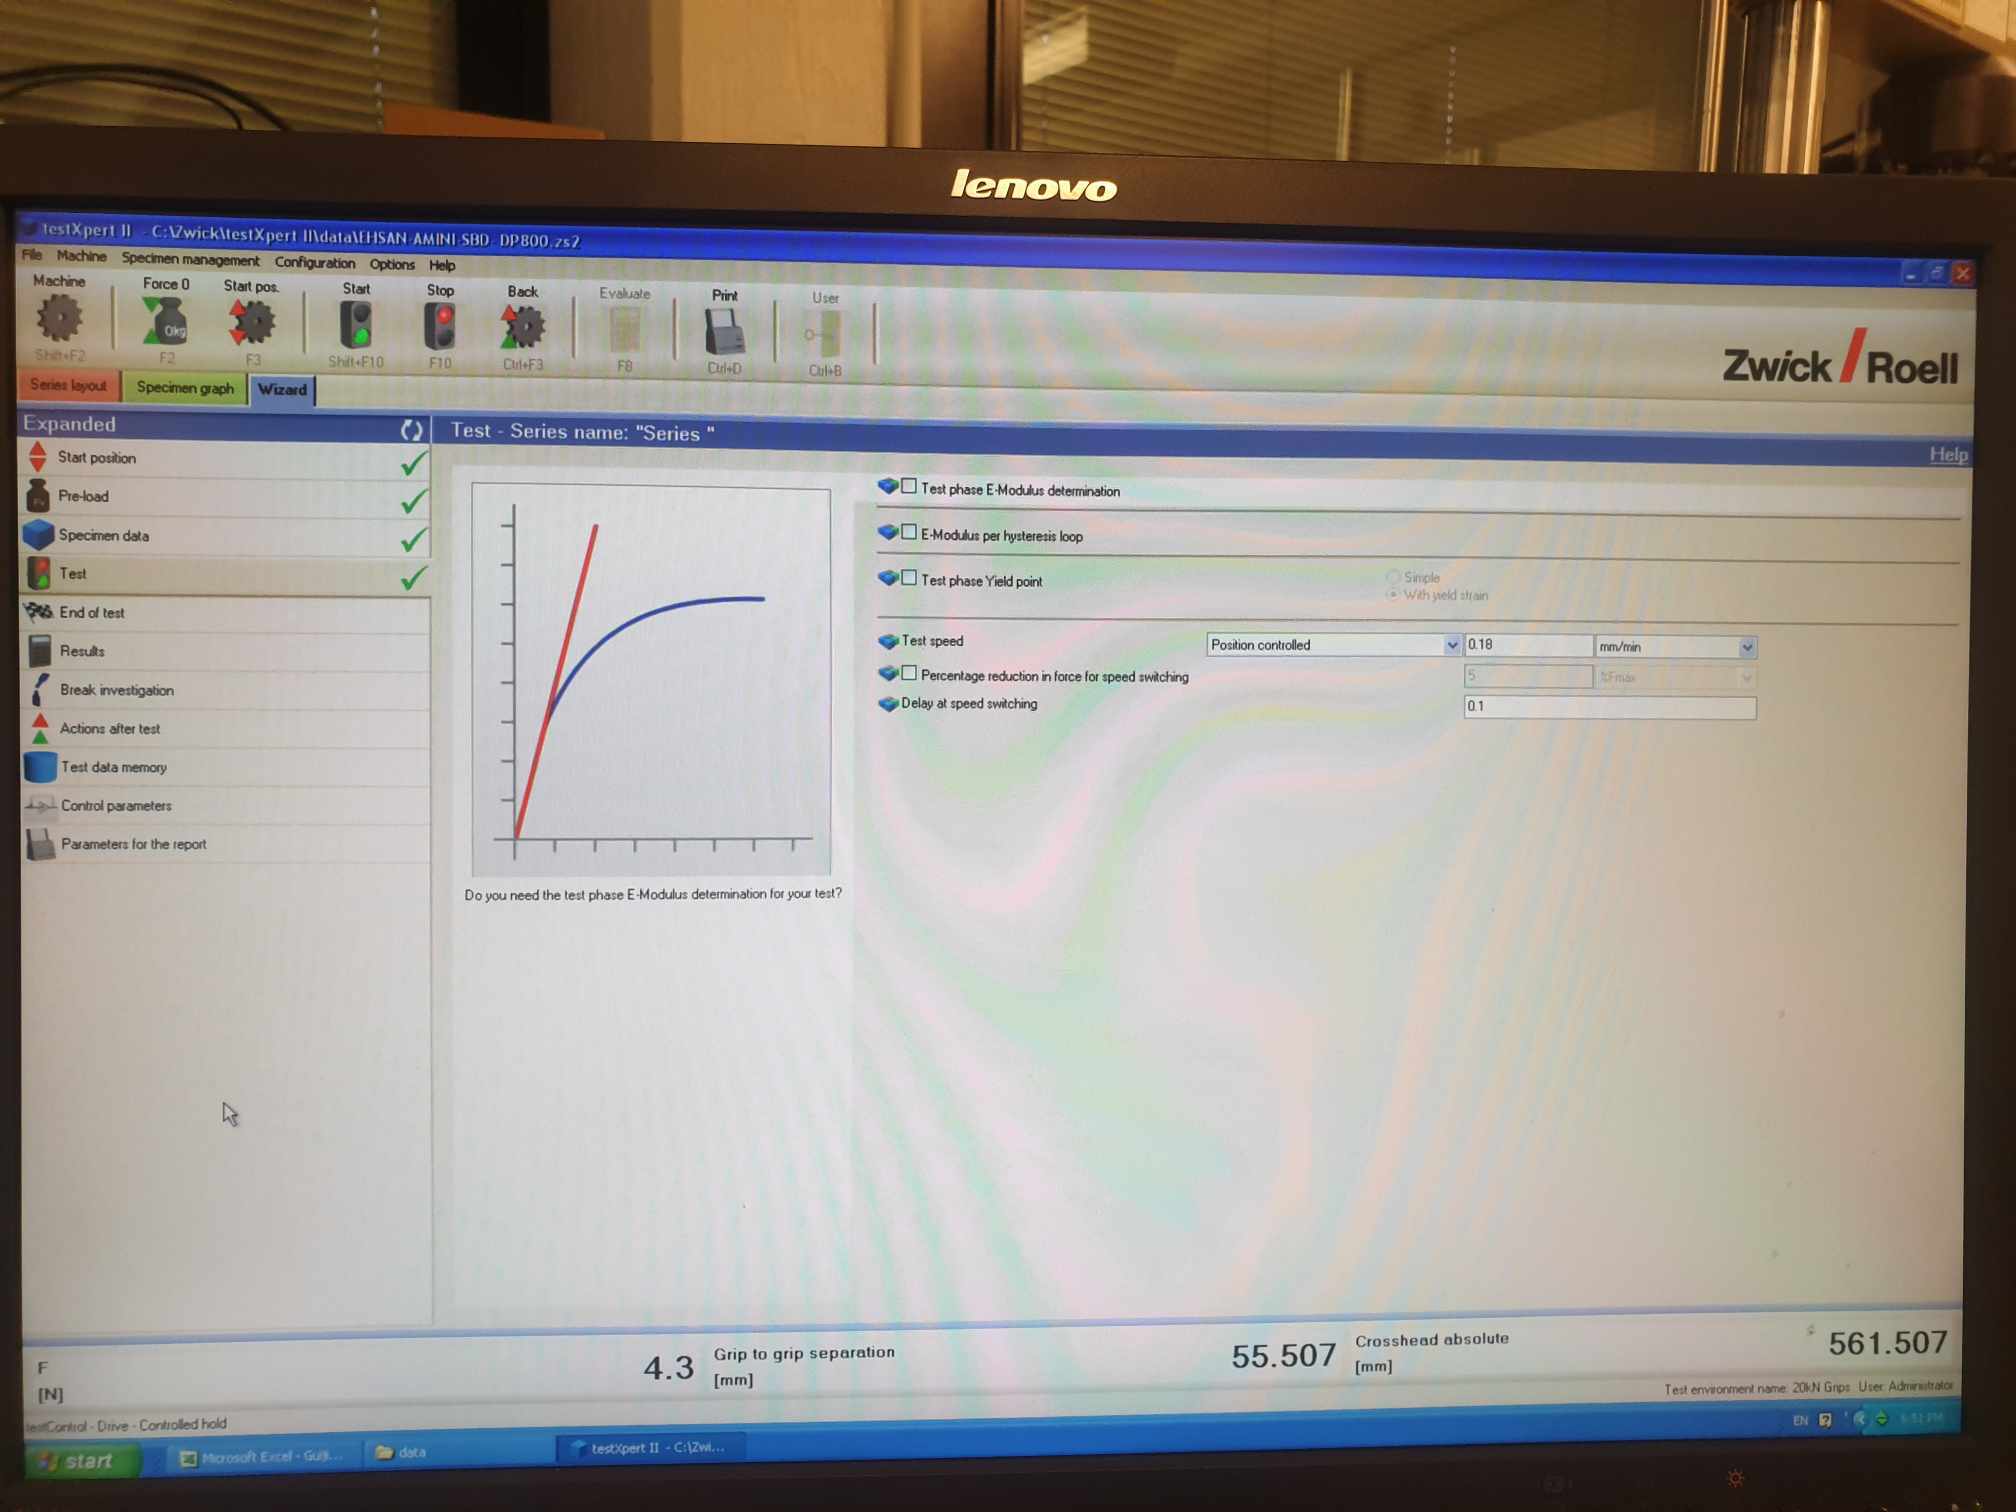 lenovo
testXpert II - C:\Zwick\testXpert II\data\EHSAN-AMINI-SBD- DP800.zs2
File Machine Specimen management Configuration Options Help
Machine Force 0 Start pos. Start Stop Back Evaluate Print User
0kg
Shift+F2 F2 F3 Shift+F10 F10 Ctrl+F3 F8 Ctrl+D Ctrl+B
Zwick / Roell
Series layout Specimen graph Wizard
Expanded
Test - Series name: "Series "
Help
Start position
Pre-load
Specimen data
Test
End of test
Results
Break investigation
Actions after test
Test data memory
Control parameters
Parameters for the report
Do you need the test phase E-Modulus determination for your test?
Test phase E-Modulus determination
E-Modulus per hysteresis loop
Test phase Yield point
Simple
With yield strain
Test speed Position controlled 0.18 mm/min
Percentage reduction in force for speed switching 5 %Fmax
Delay at speed switching 0.1
F
[N]
4.3
Grip to grip separation
[mm]
55.507
Crosshead absolute
[mm]
561.507
Test environment name: 20kN Grips User: Administrator
testControl - Drive - Controlled hold
start
Microsoft Excel - Guij...
data
testXpert II - C:\Zwi...
EN
6:51 PM